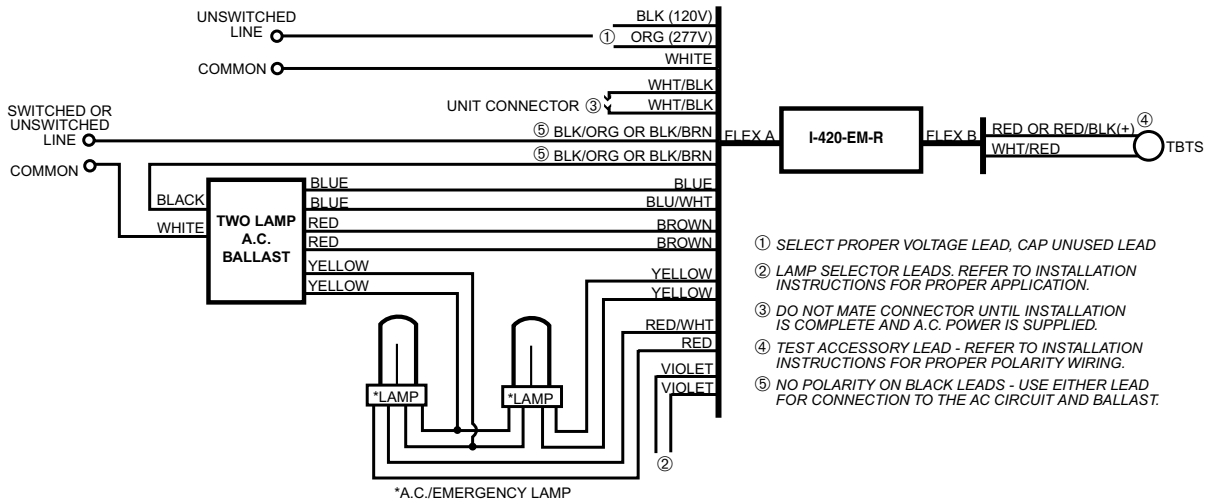 UNSWITCHED
LINE
BLK (120V)
① ORG (277V)
COMMON
WHITE
WHT/BLK
UNIT CONNECTOR ③
WHT/BLK
SWITCHED OR
UNSWITCHED
LINE
⑤ BLK/ORG OR BLK/BRN
FLEX A
I-420-EM-R
FLEX B
RED OR RED/BLK(+)
④
WHT/RED
TBTS
⑤ BLK/ORG OR BLK/BRN
COMMON
BLACK
WHITE
TWO LAMP
A.C.
BALLAST
BLUE
BLUE
BLUE
BLU/WHT
RED
BROWN
RED
BROWN
YELLOW
YELLOW
YELLOW
YELLOW
RED/WHT
RED
VIOLET
VIOLET
*LAMP
*LAMP
②
*A.C./EMERGENCY LAMP
① SELECT PROPER VOLTAGE LEAD, CAP UNUSED LEAD
② LAMP SELECTOR LEADS. REFER TO INSTALLATION
INSTRUCTIONS FOR PROPER APPLICATION.
③ DO NOT MATE CONNECTOR UNTIL INSTALLATION
IS COMPLETE AND A.C. POWER IS SUPPLIED.
④ TEST ACCESSORY LEAD - REFER TO INSTALLATION
INSTRUCTIONS FOR PROPER POLARITY WIRING.
⑤ NO POLARITY ON BLACK LEADS - USE EITHER LEAD
FOR CONNECTION TO THE AC CIRCUIT AND BALLAST.